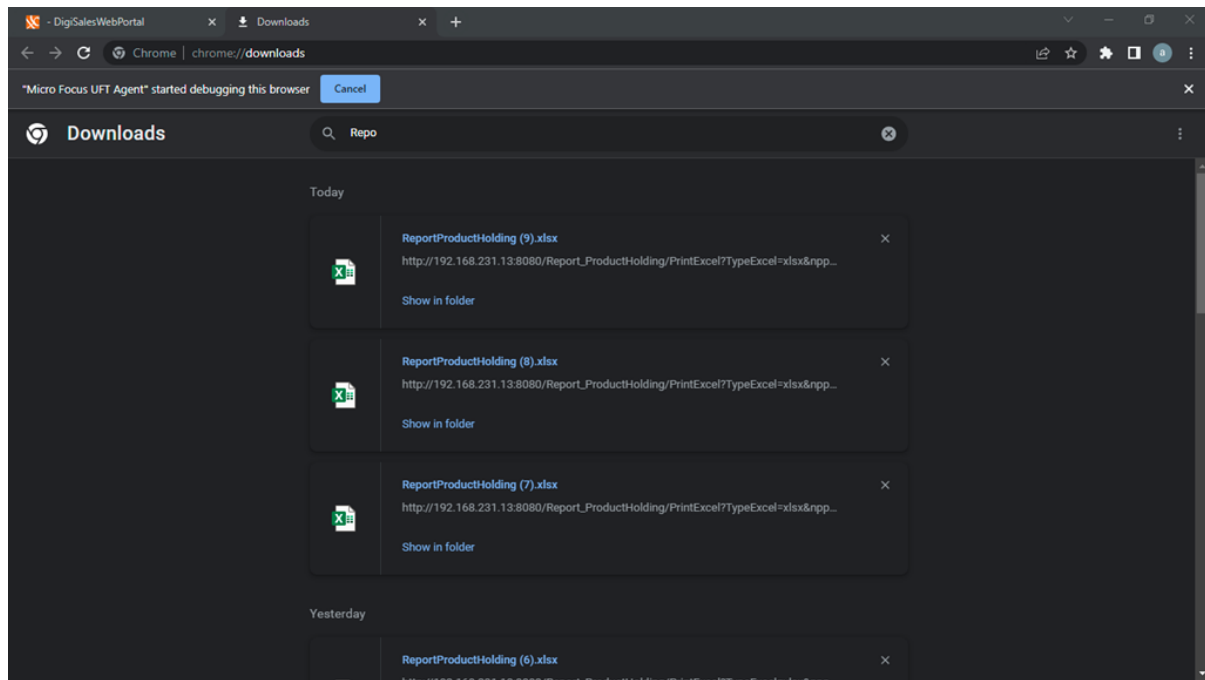 - DigiSalesWebPortal
Downloads
Chrome | chrome://downloads
a
"Micro Focus UFT Agent" started debugging this browser
Cancel
Downloads
Repo
Today
ReportProductHolding (9).xlsx
http://192.168.231.13:8080/Report_ProductHolding/PrintExcel?TypeExcel=xlsx&npp...
Show in folder
ReportProductHolding (8).xlsx
http://192.168.231.13:8080/Report_ProductHolding/PrintExcel?TypeExcel=xlsx&npp...
Show in folder
ReportProductHolding (7).xlsx
http://192.168.231.13:8080/Report_ProductHolding/PrintExcel?TypeExcel=xlsx&npp...
Show in folder
Yesterday
ReportProductHolding (6).xlsx